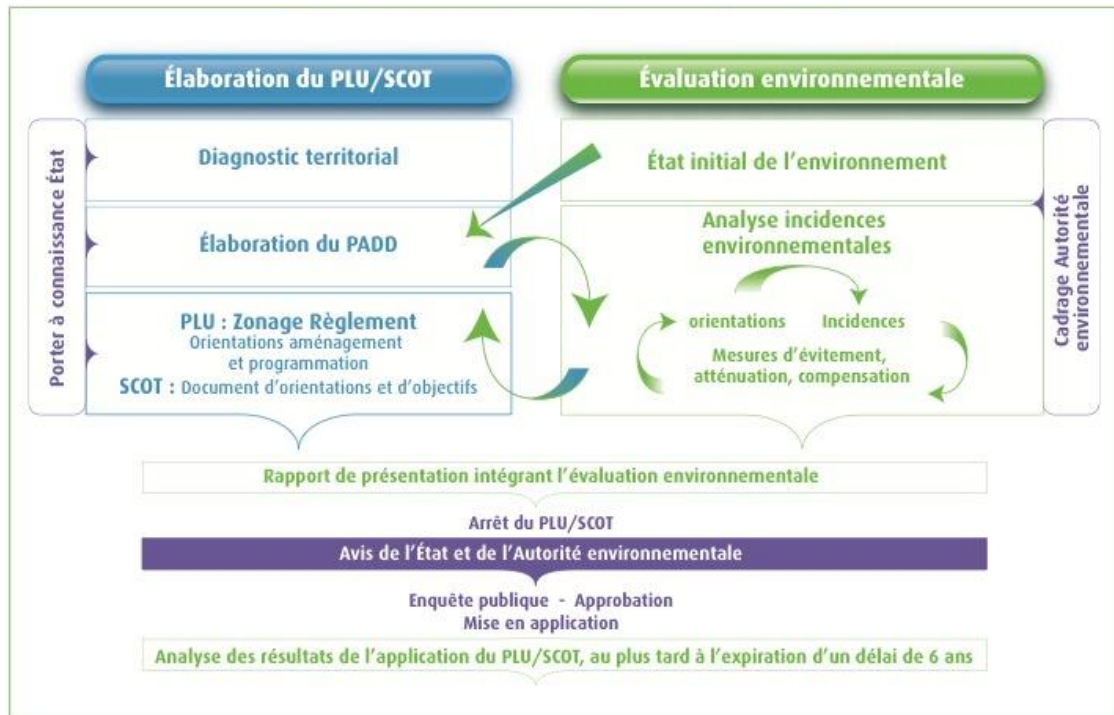 Élaboration du PLU/SCOT
Évaluation environnementale
Porter à connaissance État
Diagnostic territorial
Élaboration du PADD
PLU : Zonage Règlement
Orientations aménagement
et programmation
SCOT : Document d'orientations et d'objectifs
État initial de l'environnement
Analyse incidences
environnementales
orientations
Incidences
Mesures d'évitement,
atténuation, compensation
Cadrage Autorité
environnementale
Rapport de présentation intégrant l'évaluation environnementale
Arrêt du PLU/SCOT
Avis de l'État et de l'Autorité environnementale
Enquête publique - Approbation
Mise en application
Analyse des résultats de l'application du PLU/SCOT, au plus tard à l'expiration d'un délai de 6 ans